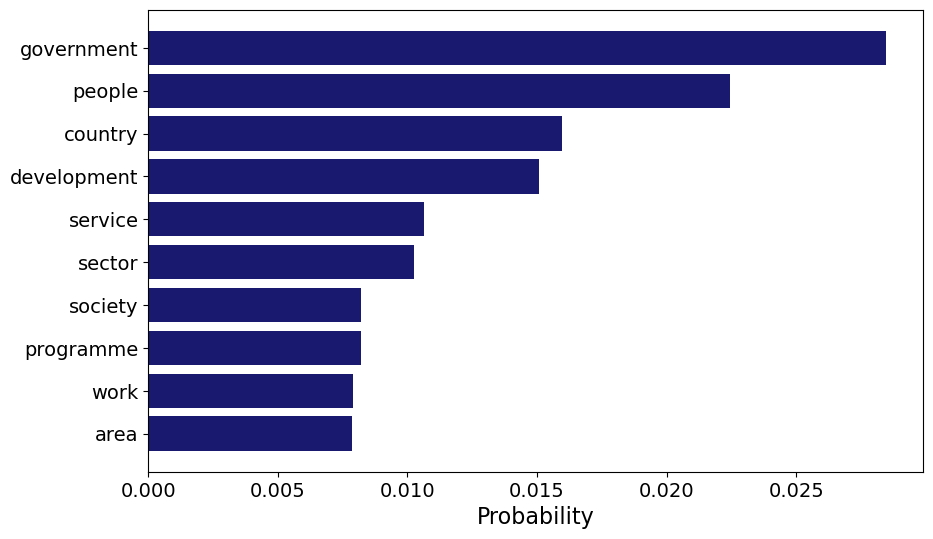 government
people
country
development
service
sector
society
programme
work
area
0.000 0.005 0.010 0.015 0.020 0.025
Probability